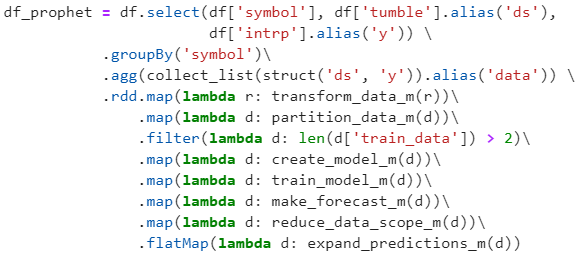 df_prophet = df.select(df['symbol'], df['tumble'].alias('ds'),
                       df['intrp'].alias('y')) \
            .groupBy('symbol')\
            .agg(collect_list(struct('ds', 'y')).alias('data')) \
            .rdd.map(lambda r: transform_data_m(r))\
                .map(lambda d: partition_data_m(d))\
                .filter(lambda d: len(d['train_data']) > 2)\
                .map(lambda d: create_model_m(d))\
                .map(lambda d: train_model_m(d))\
                .map(lambda d: make_forecast_m(d))\
                .map(lambda d: reduce_data_scope_m(d))\
                .flatMap(lambda d: expand_predictions_m(d))